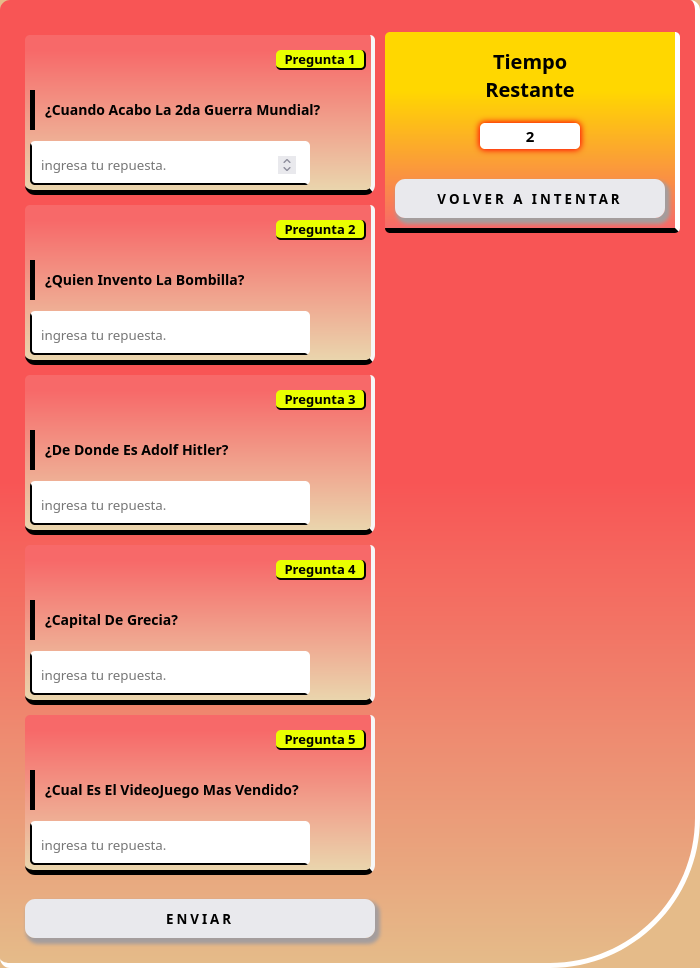 Pregunta 1
¿Cuando Acabo La 2da Guerra Mundial?
ingresa tu repuesta.
Pregunta 2
¿Quien Invento La Bombilla?
ingresa tu repuesta.
Pregunta 3
¿De Donde Es Adolf Hitler?
ingresa tu repuesta.
Pregunta 4
¿Capital De Grecia?
ingresa tu repuesta.
Pregunta 5
¿Cual Es El VideoJuego Mas Vendido?
ingresa tu repuesta.
ENVIAR
Tiempo
Restante
2
VOLVER A INTENTAR